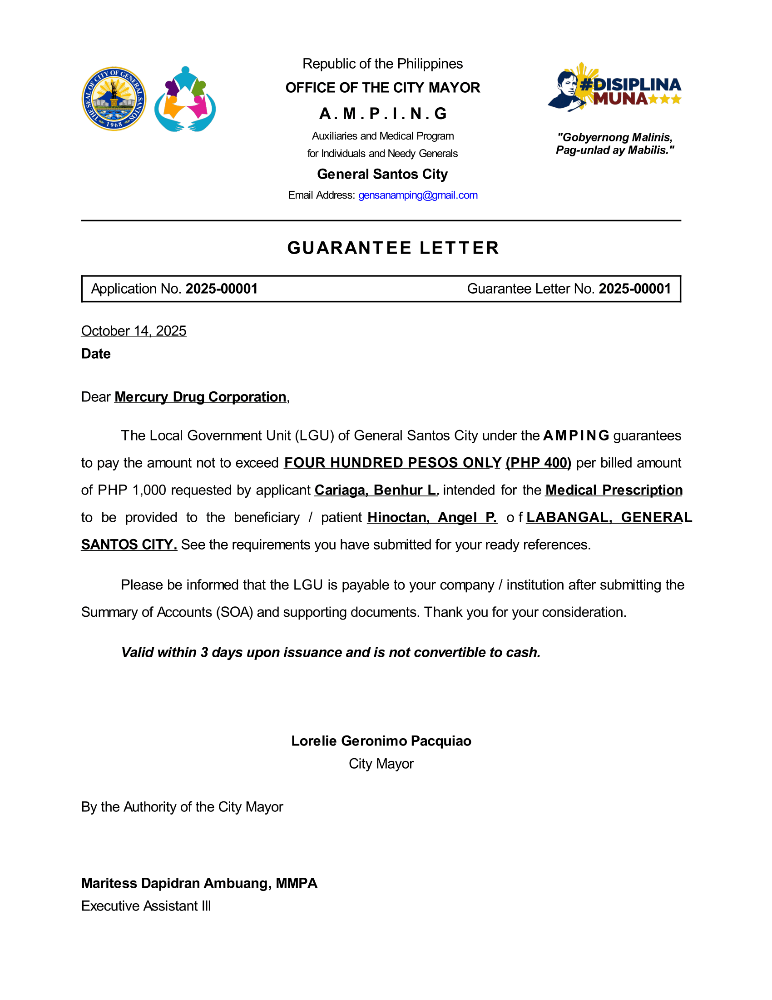 THE SEAL OF CITY OF GENERAL SANTOS
1968
Republic of the Philippines
OFFICE OF THE CITY MAYOR
A.M.P.I.N.G
Auxiliaries and Medical Program
for Individuals and Needy Generals
General Santos City
Email Address: gensanamping@gmail.com
#DISIPLINA
MUNA
"Gobyernong Malinis,
Pag-unlad ay Mabilis."
GUARANTEE LETTER
Application No. 2025-00001 Guarantee Letter No. 2025-00001
October 14, 2025
Date
Dear Mercury Drug Corporation,
The Local Government Unit (LGU) of General Santos City under the AMPING guarantees
to pay the amount not to exceed FOUR HUNDRED PESOS ONLY (PHP 400) per billed amount
of PHP 1,000 requested by applicant Cariaga, Benhur L. intended for the Medical Prescription
to be provided to the beneficiary / patient Hinoctan, Angel P. of LABANGAL, GENERAL
SANTOS CITY. See the requirements you have submitted for your ready references.
Please be informed that the LGU is payable to your company / institution after submitting the
Summary of Accounts (SOA) and supporting documents. Thank you for your consideration.
Valid within 3 days upon issuance and is not convertible to cash.
Lorelie Geronimo Pacquiao
City Mayor
By the Authority of the City Mayor
Maritess Dapidran Ambuang, MMPA
Executive Assistant III